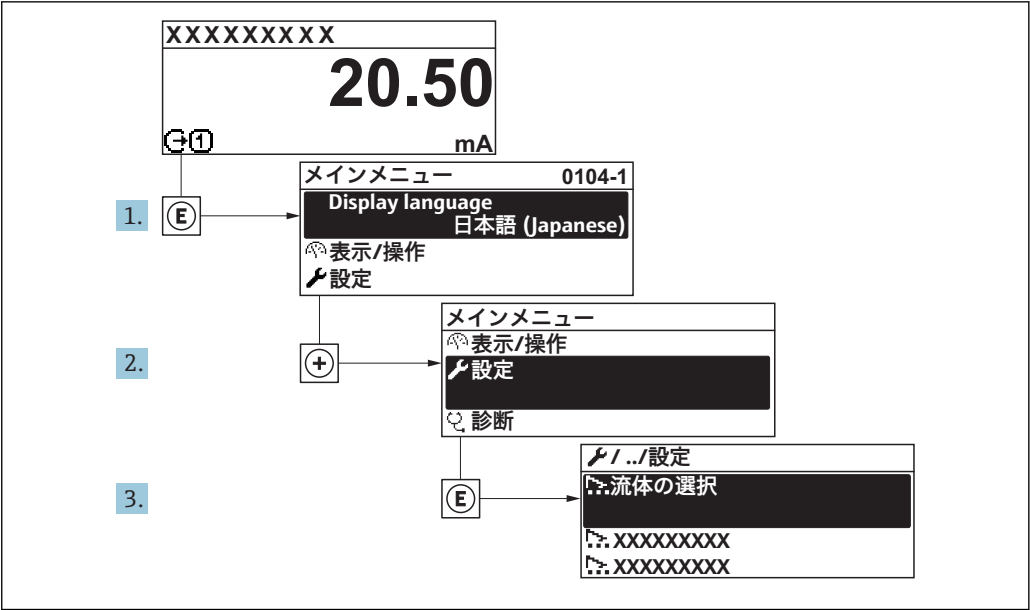 XXXXXXXXX
20.50
1
mA
メインメニュー 0104-1
Display language
1. E
日本語 (Japanese)
表示/操作
設定
メインメニュー
表示/操作
2. +
設定
診断
/ ../設定
流体の選択
3. E
XXXXXXXXX
XXXXXXXXX